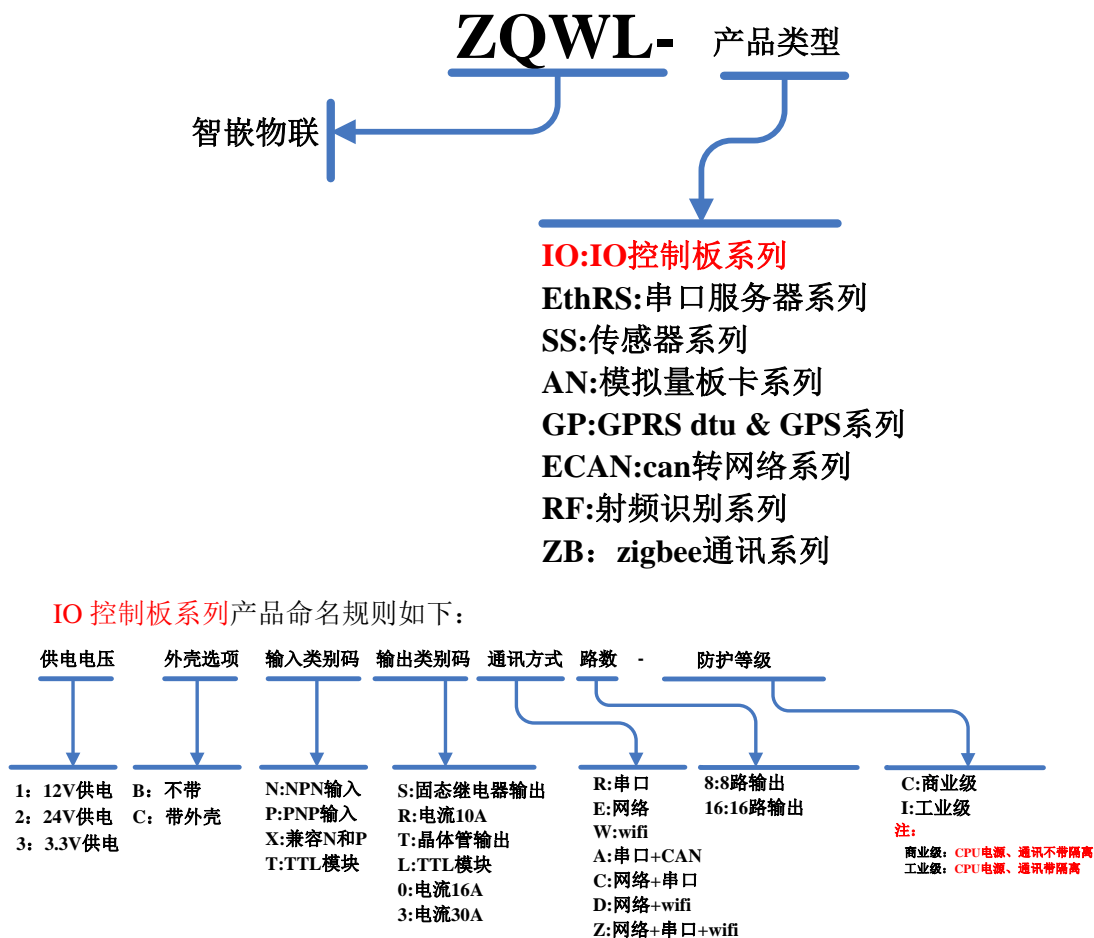 ZQWL- 产品类型
智嵌物联
IO:IO控制板系列
EthRS:串口服务器系列
SS:传感器系列
AN:模拟量板卡系列
GP:GPRS dtu & GPS系列
ECAN:can转网络系列
RF:射频识别系列
ZB：zigbee通讯系列
IO 控制板系列产品命名规则如下：
供电电压 外壳选项 输入类别码 输出类别码 通讯方式 路数 - 防护等级
1：12V供电
2：24V供电
3：3.3V供电
B：不带
C：带外壳
N:NPN输入
P:PNP输入
X:兼容N和P
T:TTL模块
S:固态继电器输出
R:电流10A
T:晶体管输出
L:TTL模块
0:电流16A
3:电流30A
R:串口
E:网络
W:wifi
A:串口+CAN
C:网络+串口
D:网络+wifi
Z:网络+串口+wifi
8:8路输出
16:16路输出
C:商业级
I:工业级
注：
商业级：CPU电源、通讯不带隔离
工业级：CPU电源、通讯带隔离